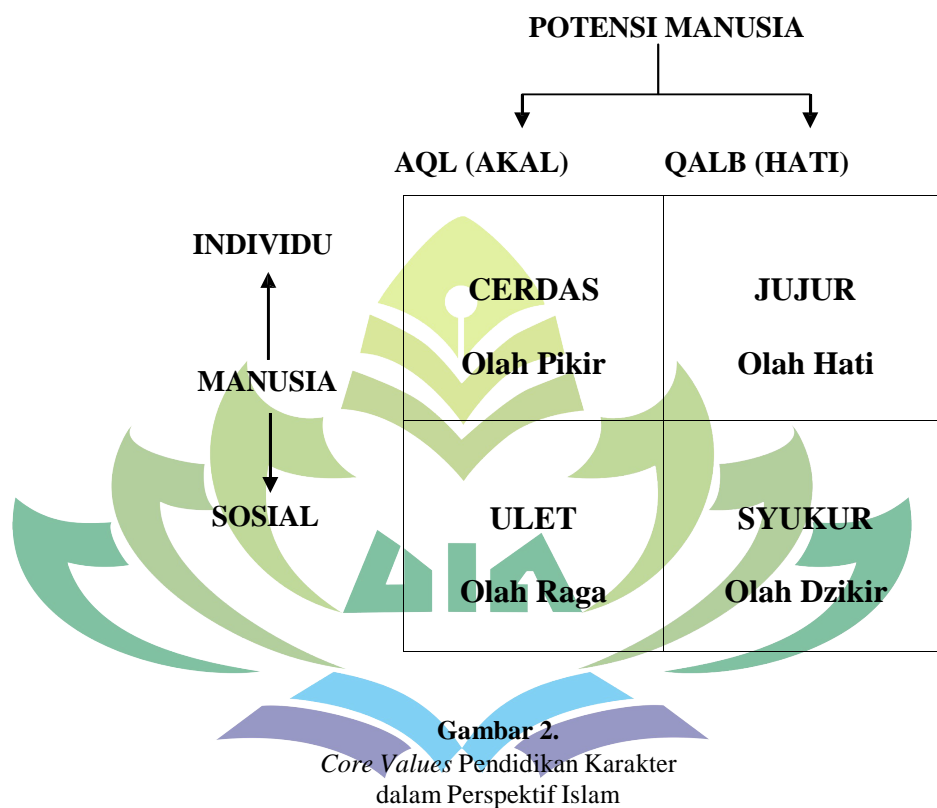 POTENSI MANUSIA
AQL (AKAL) QALB (HATI)
INDIVIDU
CERDAS JUJUR
Olah Pikir Olah Hati
MANUSIA
SOSIAL ULET SYUKUR
Olah Raga Olah Dzikir
Gambar 2.
Core Values Pendidikan Karakter
dalam Perspektif Islam